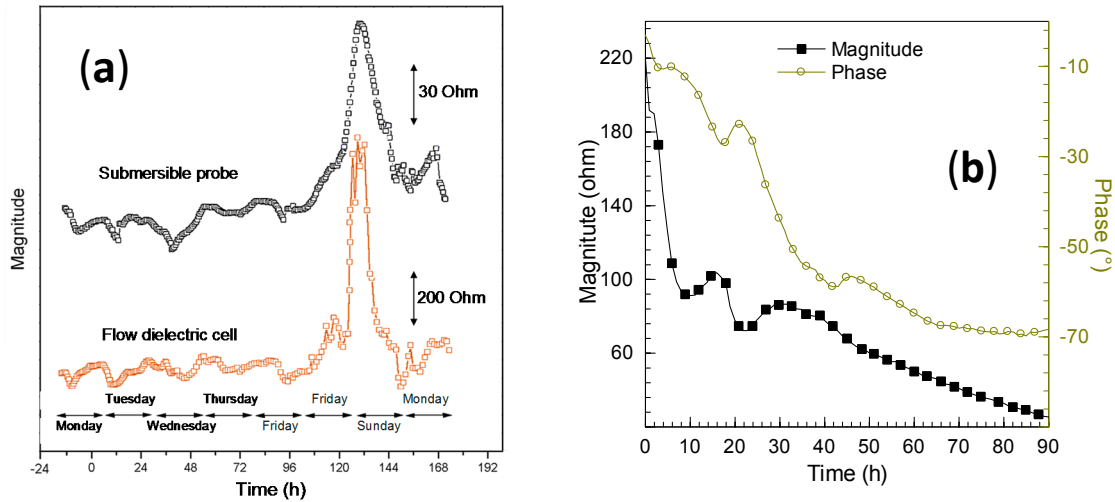 (a)
Magnitude
Submersible probe
30 Ohm
200 Ohm
Flow dielectric cell
Tuesday Thursday Friday Monday
Monday Wednesday Friday Sunday
-24 0 24 48 72 96 120 144 168 192
Time (h)
(b)
Magnitude
Phase
Magnitute (ohm)
220
180
140
100
60
-10
-30
-50
-70
Phase (°)
0 10 20 30 40 50 60 70 80 90
Time (h)